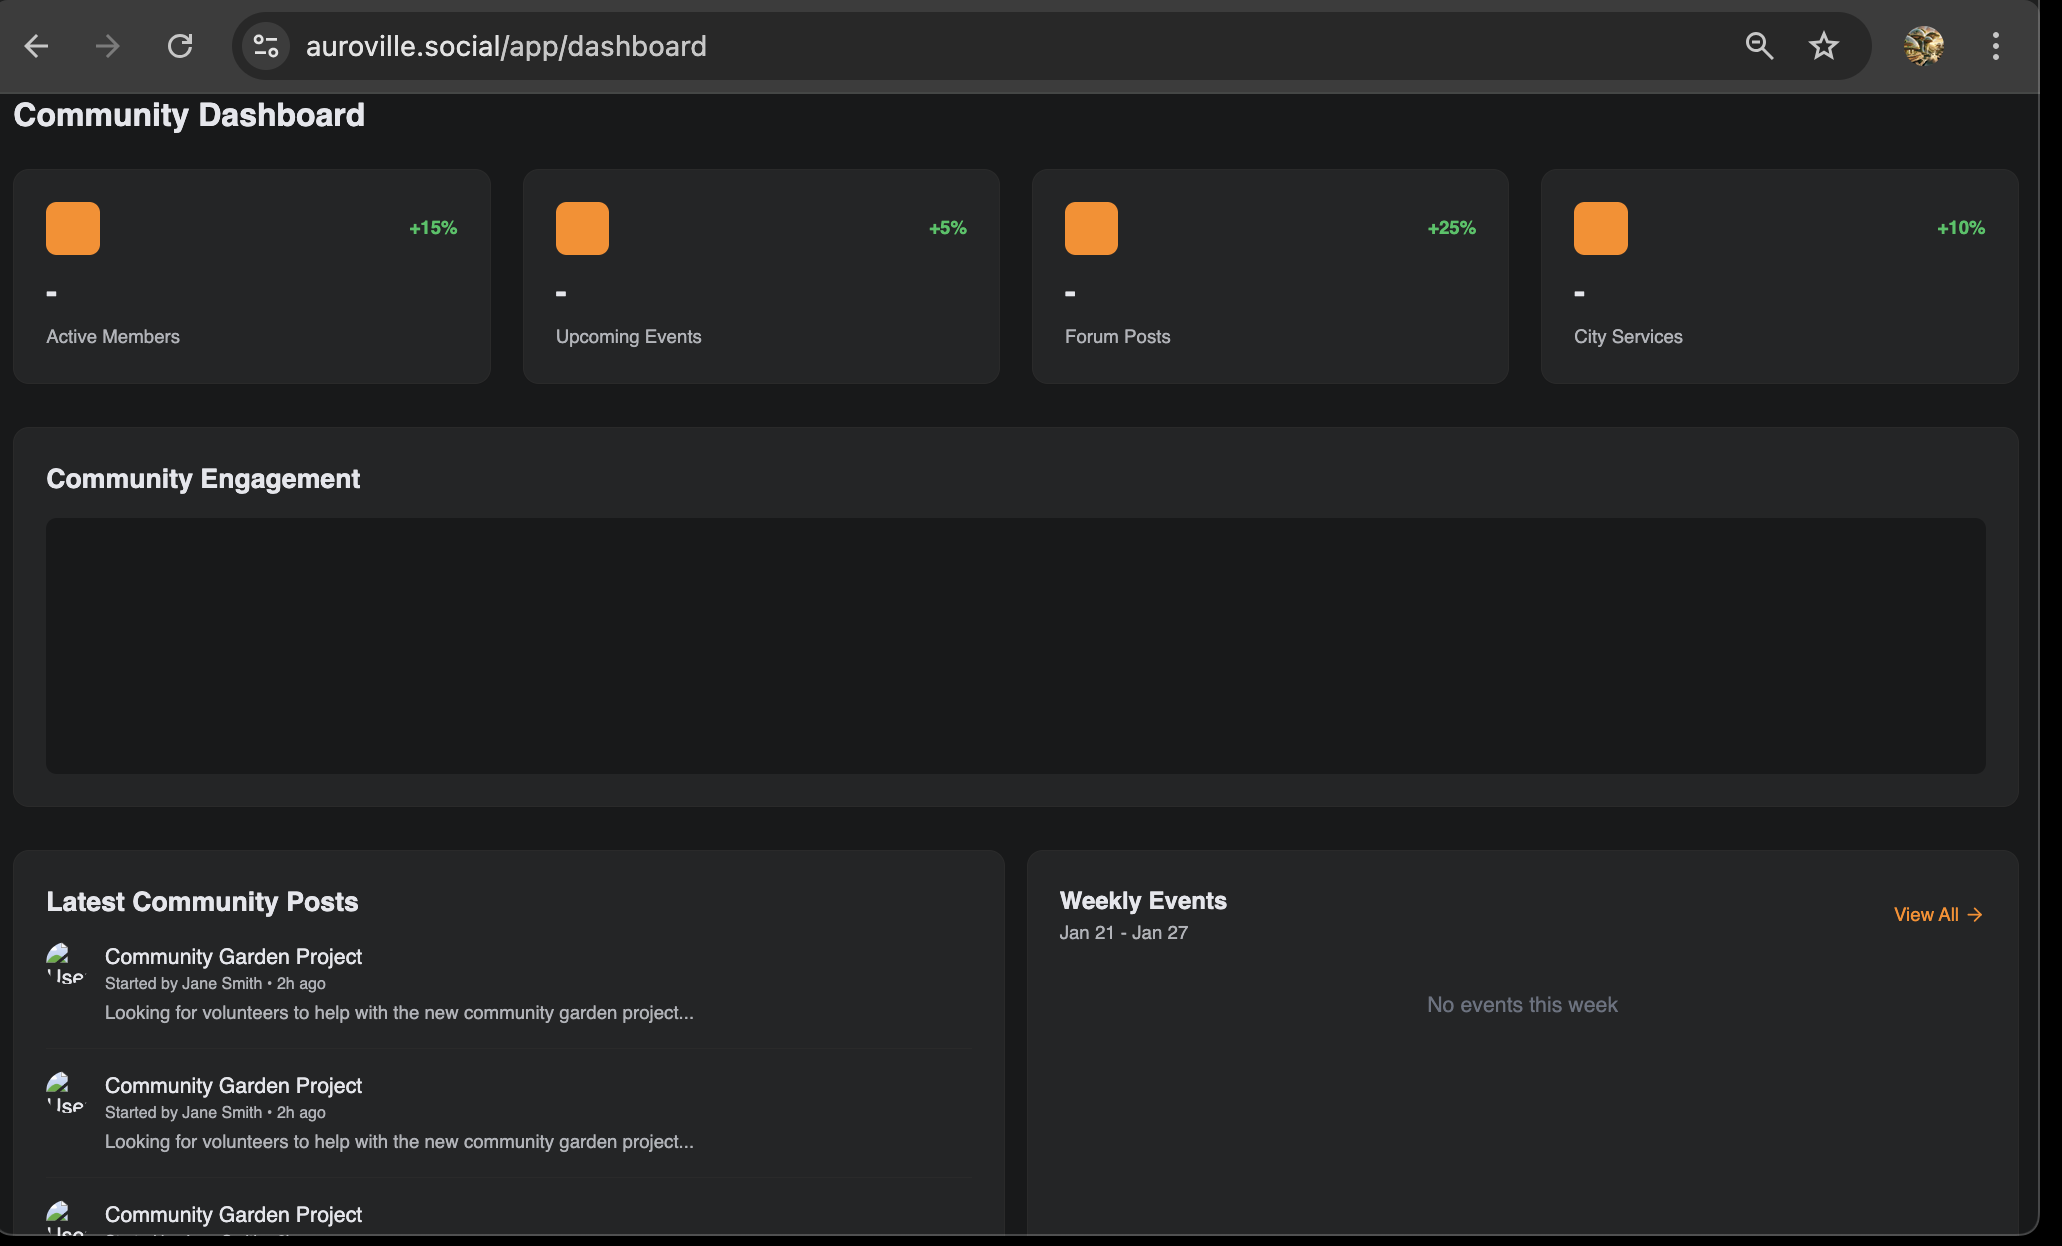 auroville.social/app/dashboard
Community Dashboard
+15%
-
Active Members
+5%
-
Upcoming Events
+25%
-
Forum Posts
+10%
-
City Services
Community Engagement
Latest Community Posts
Community Garden Project
Started by Jane Smith • 2h ago
Looking for volunteers to help with the new community garden project...
Community Garden Project
Started by Jane Smith • 2h ago
Looking for volunteers to help with the new community garden project...
Community Garden Project
Weekly Events
Jan 21 - Jan 27
View All →
No events this week